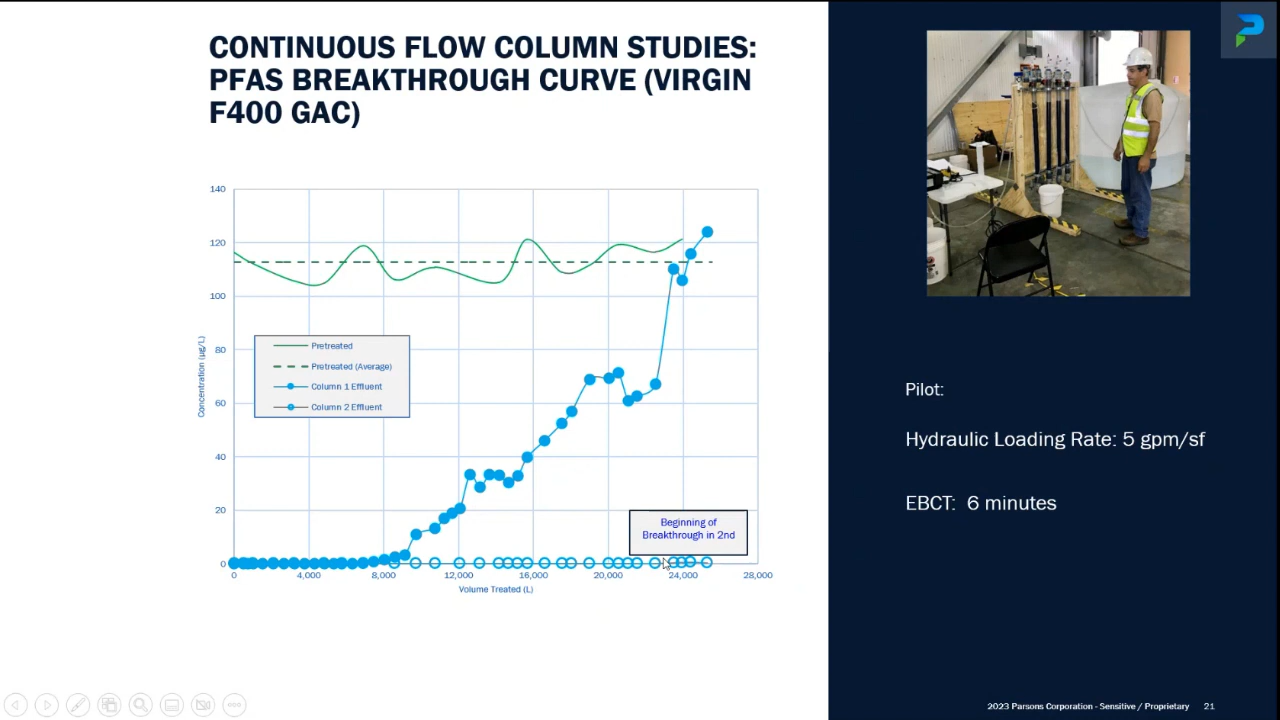 CONTINUOUS FLOW COLUMN STUDIES:
PFAS BREAKTHROUGH CURVE (VIRGIN
F400 GAC)
140
120
100
80
60
40
20
0
Concentration (µg/L)
Pretreated
Pretreated (Average)
Column 1 Effluent
Column 2 Effluent
Beginning of
Breakthrough in 2nd
0 4,000 8,000 12,000 16,000 20,000 24,000 28,000
Volume Treated (L)
Pilot:
Hydraulic Loading Rate: 5 gpm/sf
EBCT: 6 minutes
2023 Parsons Corporation - Sensitive / Proprietary 21